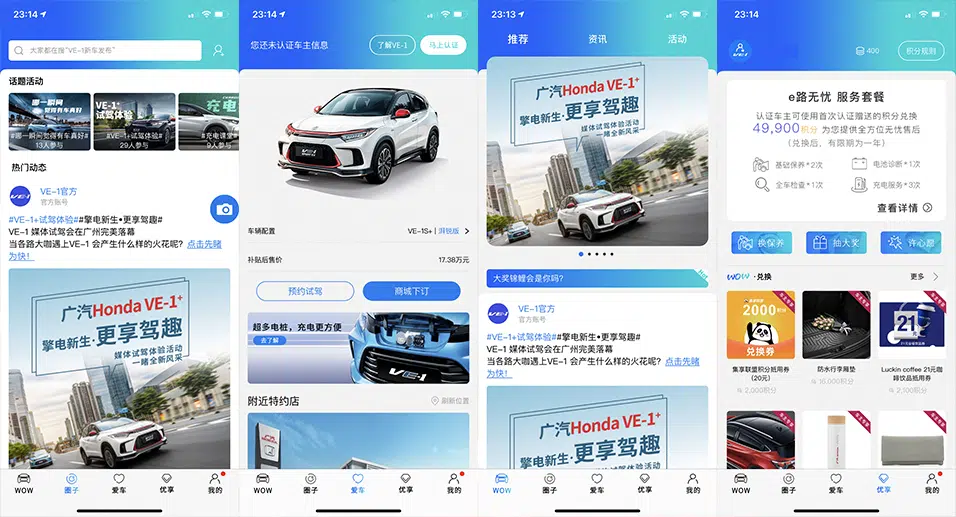 23:14
大家都在搜"VE-1新车发布"
话题活动
哪一瞬间
觉得有车真好
#哪一瞬间觉得有车真好#
13人参与
VE-1+
试驾体验
#VE-1+试驾体验#
29人参与
充电
#充电课堂#
9人参与
热门动态
VE-1官方
官方账号
#VE-1+试驾体验##擎电新生•更享驾趣#
VE-1 媒体试驾会在广州完美落幕
当各路大咖遇上VE-1 会产生什么样的火花呢？点击先睹
为快！
广汽Honda VE-1+
擎电新生·更享驾趣
媒体试驾体验活动
一睹全新风采
WOW
圈子
爱车
优享
我的
23:14
您还未认证车主信息
了解VE-1
马上认证
车辆配置
VE-1S+ | 湃锐版
补贴后售价
17.38万元
预约试驾
商城下订
超多电桩，充电更方便
去了解
VE-1
附近特约店
刷新位置
WOW
圈子
爱车
优享
我的
23:13
推荐
资讯
活动
广汽Honda VE-1+
擎电新生·更享驾趣
媒体试驾体验活动
一睹全新风采
大奖锦鲤会是你吗？
VE-1官方
官方账号
#VE-1+试驾体验##擎电新生•更享驾趣#
VE-1 媒体试驾会在广州完美落幕
当各路大咖遇上VE-1 会产生什么样的火花呢？点击先睹
为快！
广汽Honda VE-1+
擎电新生·更享驾趣
媒体试驾体验活动
WOW
圈子
爱车
优享
我的
23:14
VE-1
400
积分规则
e路无忧 服务套餐
认证车主可使用首次认证赠送的积分兑换
49,900积分 为您提供全方位无忧售后
（兑换后，有限期为一年）
基础保养*2次
电池诊断*1次
全车检查*1次
充电服务*3次
查看详情
换保养
抽大奖
许心愿
WOW ·兑换
更多
2000
积分
兑换券
21
元
集享联盟积分抵用券
（20元）
2,000积分
防水行李厢垫
10,000积分
Luckin coffee 21元咖
啡饮品抵用券
2,100积分
WOW
圈子
爱车
优享
我的